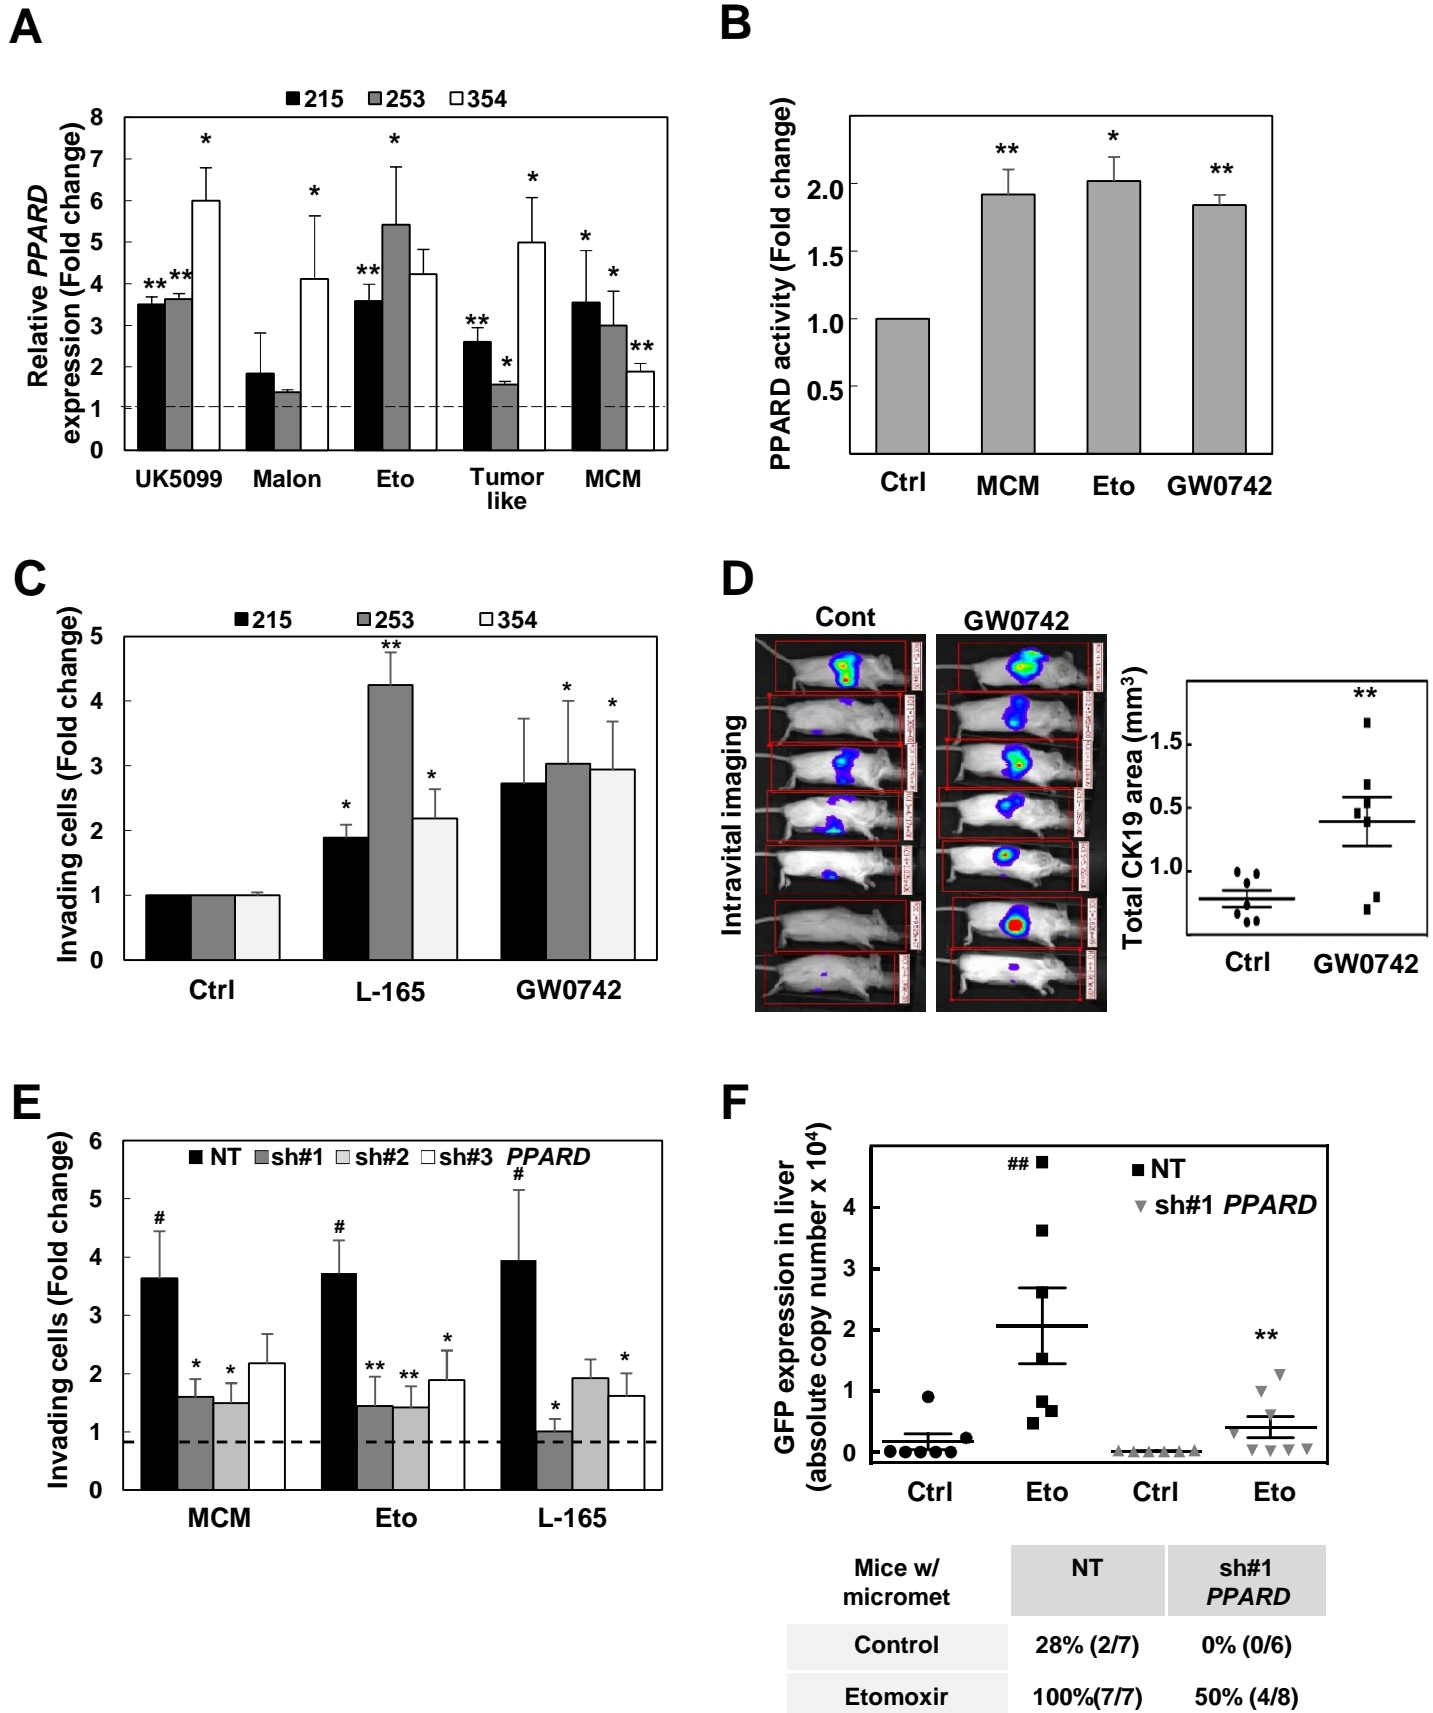 A
215 253 354
Relative PPARD
expression (Fold change)
8
7
6
5
4
3
2
1
0
** ** *
*
** *
** * *
* * **
UK5099 Malon Eto Tumor like MCM
B
PPARD activity (Fold change)
2.0
1.5
1.0
0.5
** * **
Ctrl MCM Eto GW0742
C
215 253 354
Invading cells (Fold change)
5
4
3
2
1
0
* ** *
* *
Ctrl L-165 GW0742
D
Cont GW0742
Intravital imaging
Total CK19 area (mm3)
1.5
0.5
1.0
**
Ctrl GW0742
E
NT sh#1 sh#2 sh#3 PPARD
Invading cells (Fold change)
6
5
4
3
2
1
0
# * *
# ** ** *
# * *
MCM Eto L-165
F
GFP expression in liver
(absolute copy number x 104)
4
3
2
1
0
##
NT
sh#1 PPARD
**
Ctrl Eto Ctrl Eto
Mice w/
micromet
NT
sh#1
PPARD
Control 28% (2/7) 0% (0/6)
Etomoxir 100%(7/7) 50% (4/8)